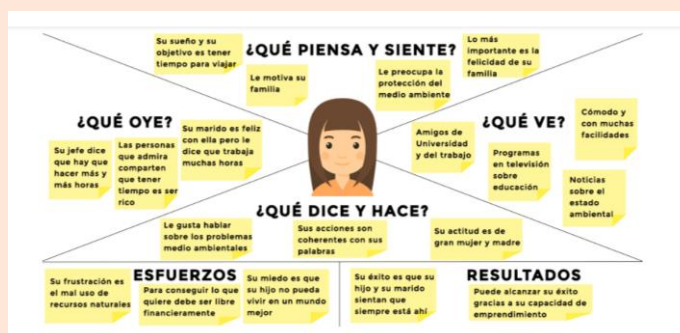 ¿QUÉ PIENSA Y SIENTE?
Su sueño y su
objetivo es tener
tiempo para viajar
Le motiva su
familia
Le preocupa la
protección del
medio ambiente
Lo más
importante es la
felicidad de su
familia
¿QUÉ OYE?
Su jefe dice
que hay que
hacer más y
más horas
Las personas
que admira
comparten
que tener
tiempo es ser
rico
Su marido es feliz
con ella pero le
dice que trabaja
muchas horas
¿QUÉ VE?
Amigos de
Universidad
y del trabajo
Programas
en televisión
sobre
educación
Cómodo y
con muchas
facilidades
Noticias
sobre el
estado
ambiental
¿QUÉ DICE Y HACE?
Le gusta hablar
sobre los problemas
medio ambientales
Sus acciones son
coherentes con sus
palabras
Su actitud es de
gran mujer y madre
ESFUERZOS
Su frustración es
el mal uso de
recursos naturales
Para conseguir lo que
quiere debe ser libre
financieramente
Su miedo es que
su hijo no pueda
vivir en un mundo
mejor
RESULTADOS
Su éxito es que su
hijo y su marido
sientan que
siempre está ahí
Puede alcanzar su éxito
gracias a su capacidad de
emprendimiento